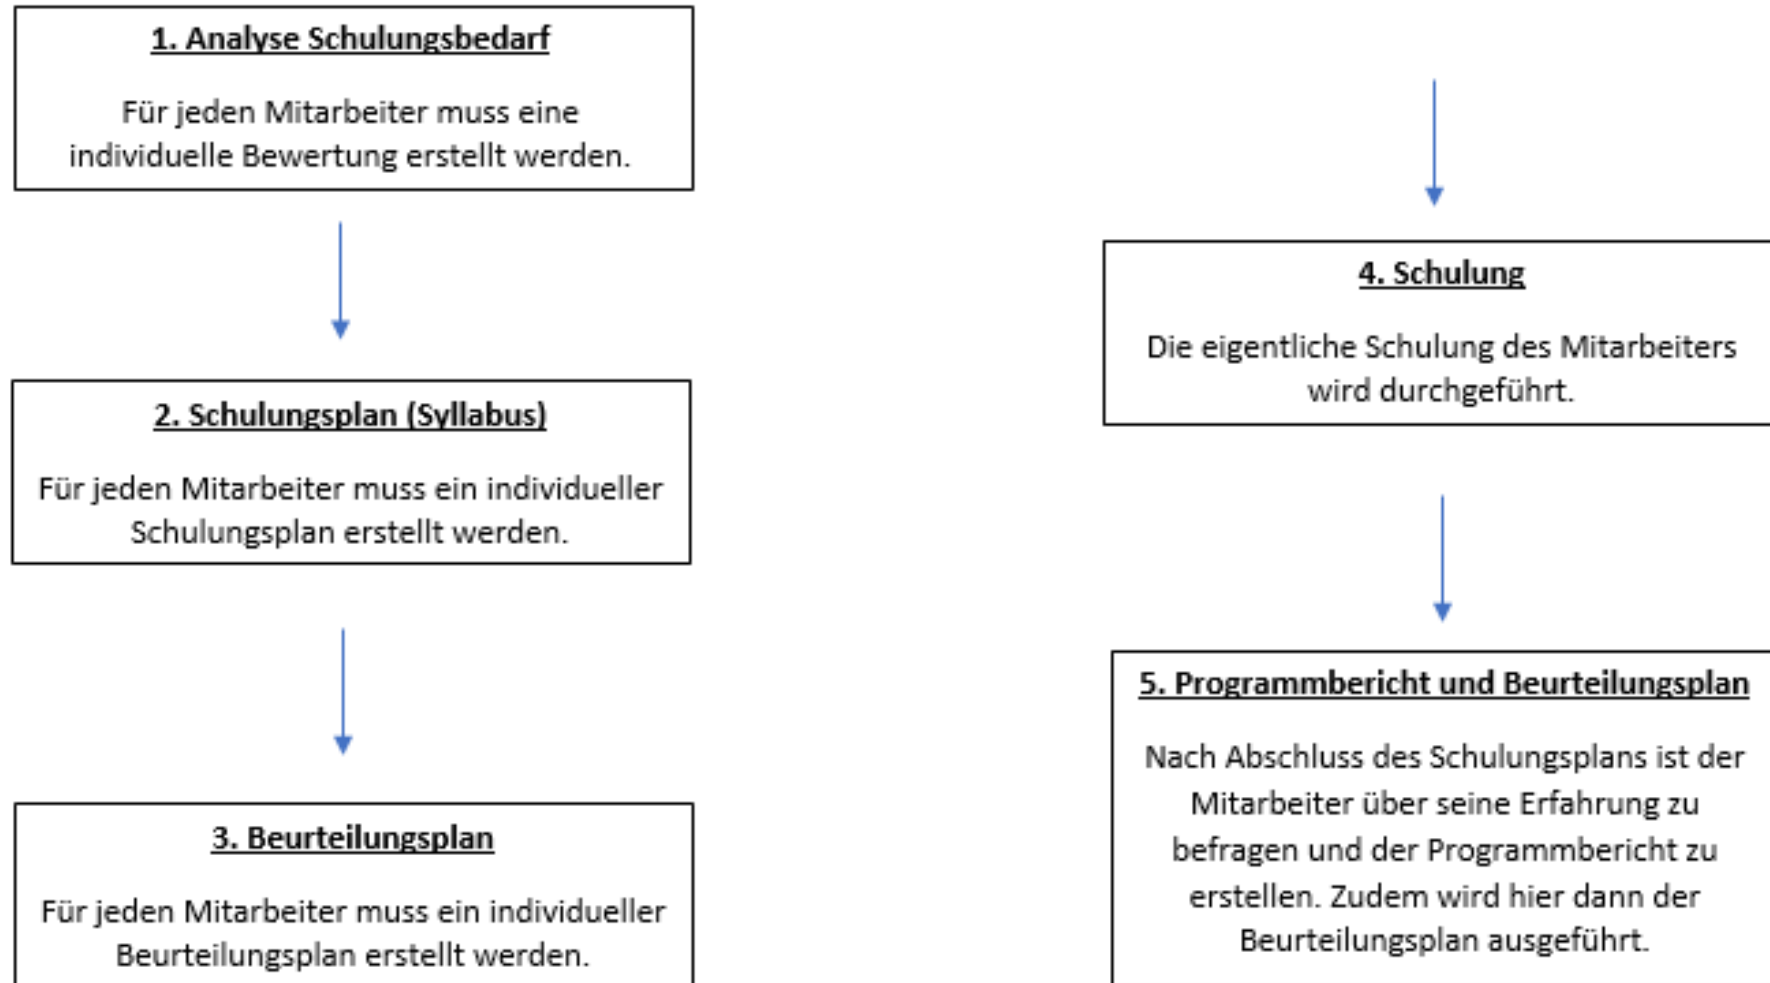 1. Analyse Schulungsbedarf
Für jeden Mitarbeiter muss eine
individuelle Bewertung erstellt werden.
2. Schulungsplan (Syllabus)
Für jeden Mitarbeiter muss ein individueller
Schulungsplan erstellt werden.
3. Beurteilungsplan
Für jeden Mitarbeiter muss ein individueller
Beurteilungsplan erstellt werden.
4. Schulung
Die eigentliche Schulung des Mitarbeiters
wird durchgeführt.
5. Programmbericht und Beurteilungsplan
Nach Abschluss des Schulungsplans ist der
Mitarbeiter über seine Erfahrung zu
befragen und der Programmbericht zu
erstellen. Zudem wird hier dann der
Beurteilungsplan ausgeführt.